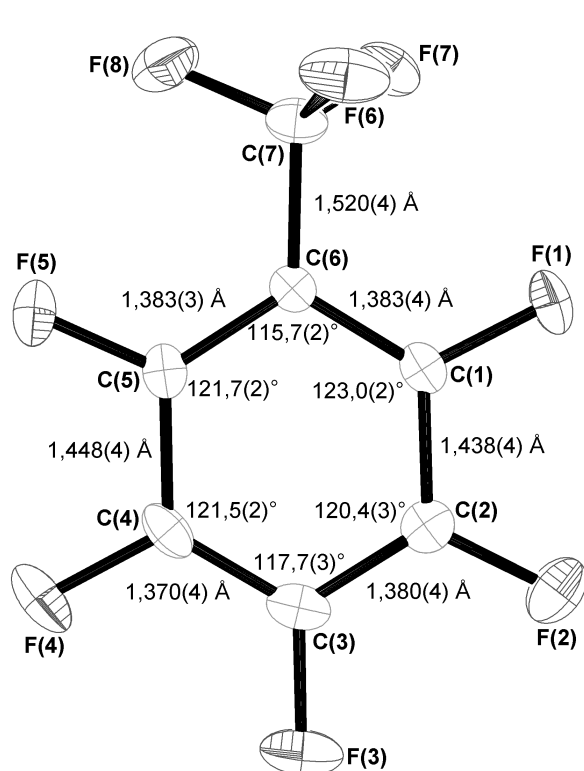 F(8)
F(7)
F(6)
C(7)
1,520(4) Å
F(5)
C(6)
F(1)
1,383(3) Å
1,383(4) Å
115,7(2)°
C(5)
121,7(2)°
123,0(2)°
C(1)
1,448(4) Å
1,438(4) Å
C(4)
121,5(2)°
120,4(3)°
C(2)
117,7(3)°
1,370(4) Å
1,380(4) Å
F(4)
C(3)
F(2)
F(3)